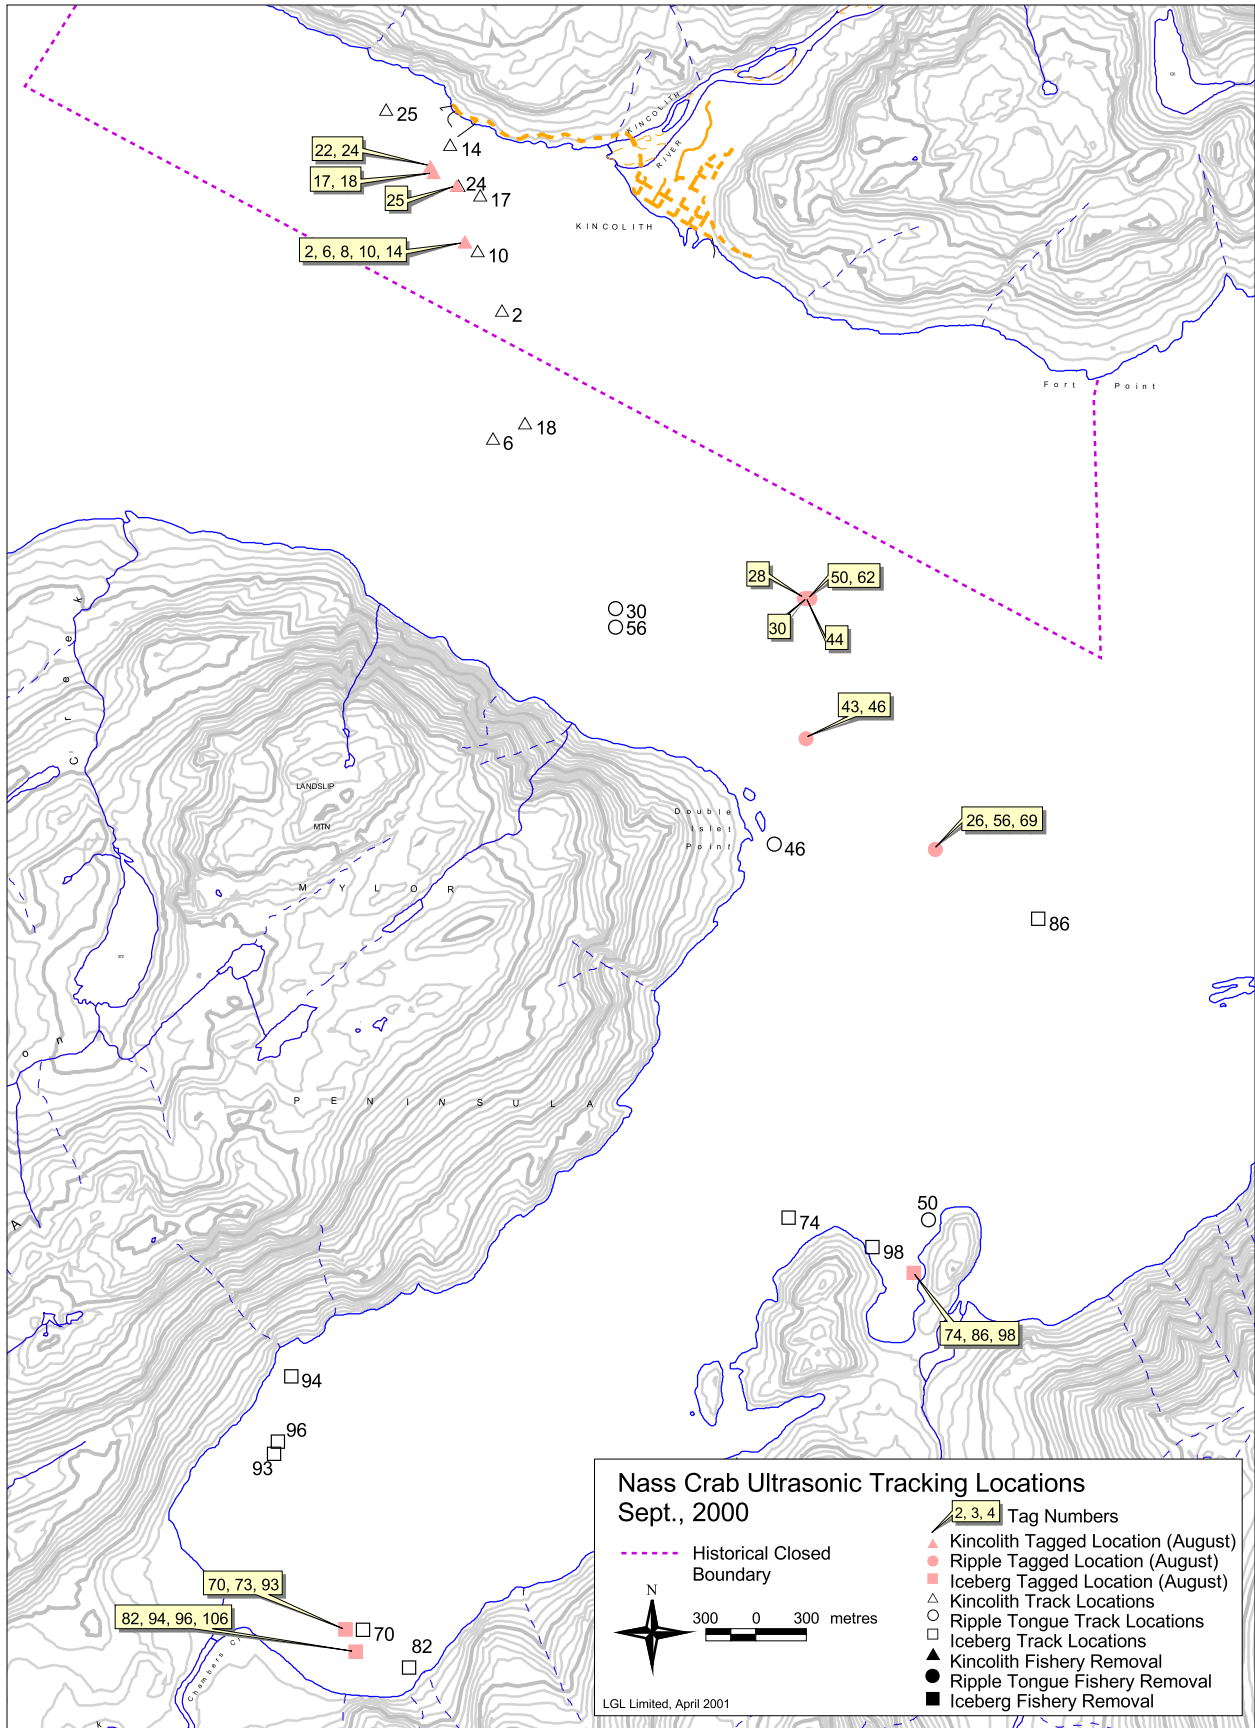 25
14
22, 24
17, 18
25
24
17
2, 6, 8, 10, 14
10
2
18
6
KINCOLITH
RIVER
KINCOLITH
Fort Point
28
50, 62
30
44
30
56
43, 46
26, 56, 69
Creek
LANDSLIP
MTN
Double
Islet
Point
46
86
MYLOR
on
PENINSULA
A
74
50
98
74, 86, 98
94
96
93
70, 73, 93
82, 94, 96, 106
70
82
Chambers Cr
K
Nass Crab Ultrasonic Tracking Locations
Sept., 2000
Historical Closed
Boundary
N
300 0 300 metres
LGL Limited, April 2001
2, 3, 4 Tag Numbers
Kincolith Tagged Location (August)
Ripple Tagged Location (August)
Iceberg Tagged Location (August)
Kincolith Track Locations
Ripple Tongue Track Locations
Iceberg Track Locations
Kincolith Fishery Removal
Ripple Tongue Fishery Removal
Iceberg Fishery Removal